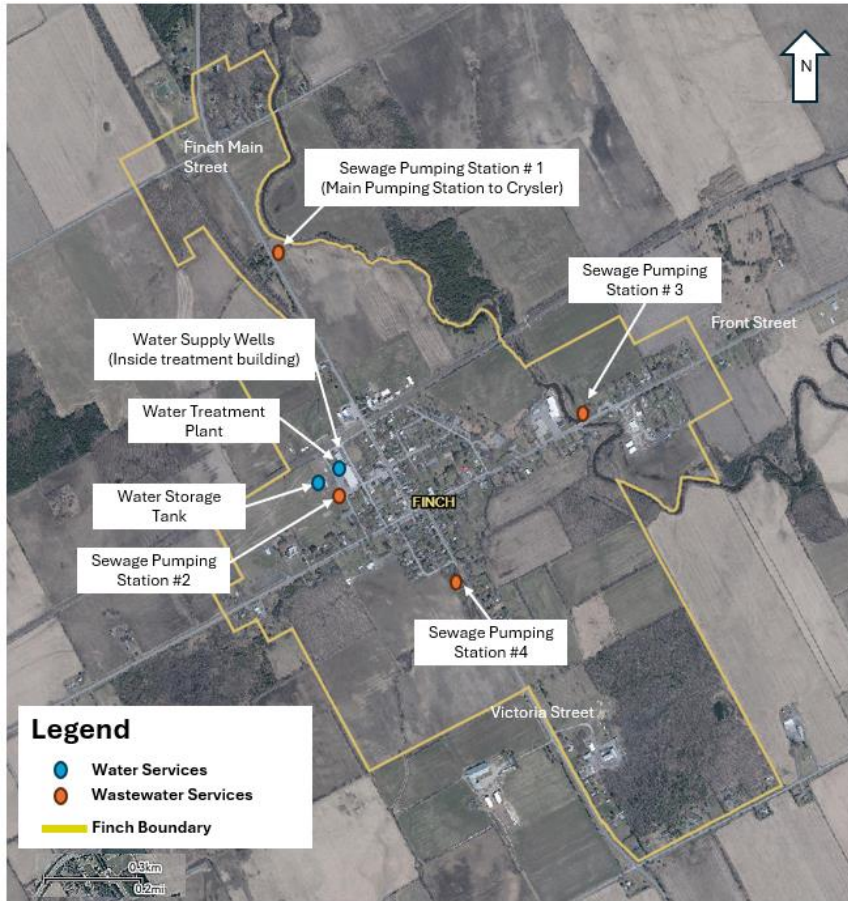 N
Finch Main
Street
Sewage Pumping Station # 1
(Main Pumping Station to Crysler)
Sewage Pumping
Station # 3
Front Street
Water Supply Wells
(Inside treatment building)
Water Treatment
Plant
Water Storage
Tank
FINCH
Sewage Pumping
Station #2
Sewage Pumping
Station #4
Victoria Street
Legend
Water Services
Wastewater Services
Finch Boundary
0.3km
0.2mi